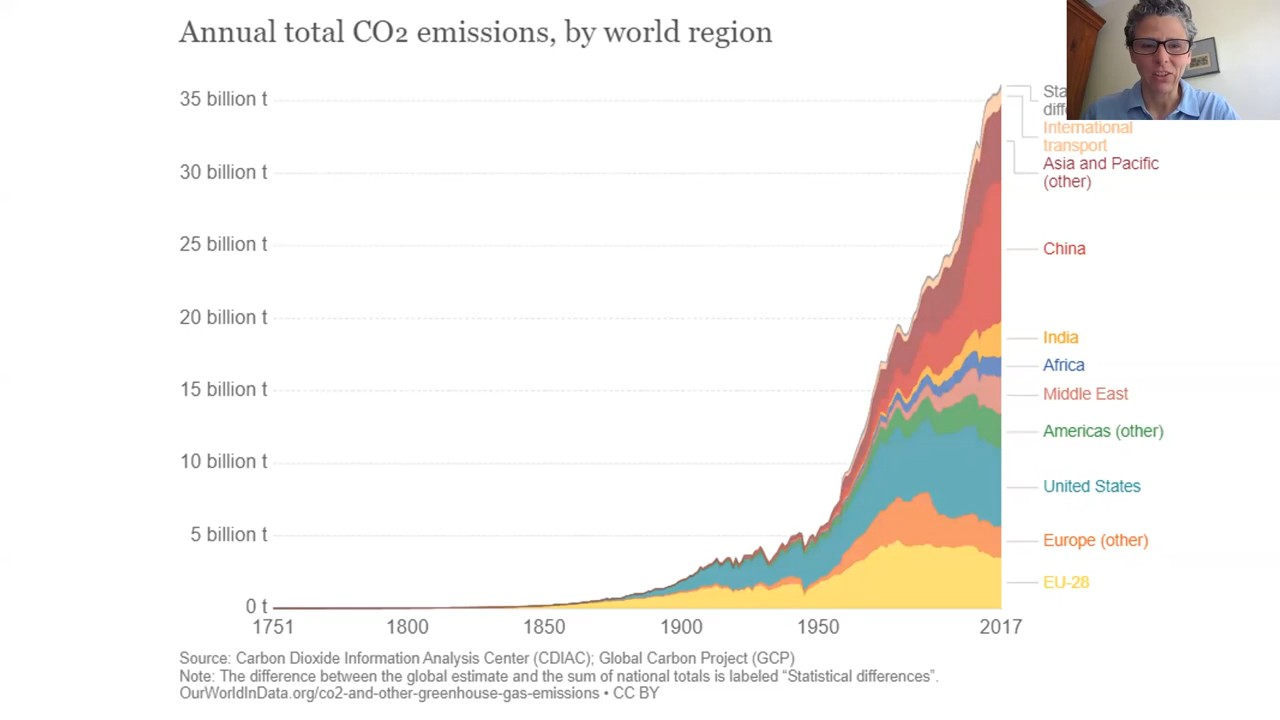 Annual total CO2 emissions, by world region
35 billion t
30 billion t
25 billion t
20 billion t
15 billion t
10 billion t
5 billion t
0 t
1751
1800
1850
1900
1950
2017
International
transport
Asia and Pacific
(other)
China
India
Africa
Middle East
Americas (other)
United States
Europe (other)
EU-28
Source: Carbon Dioxide Information Analysis Center (CDIAC); Global Carbon Project (GCP)
Note: The difference between the global estimate and the sum of national totals is labeled “Statistical differences”.
OurWorldInData.org/co2-and-other-greenhouse-gas-emissions • CC BY